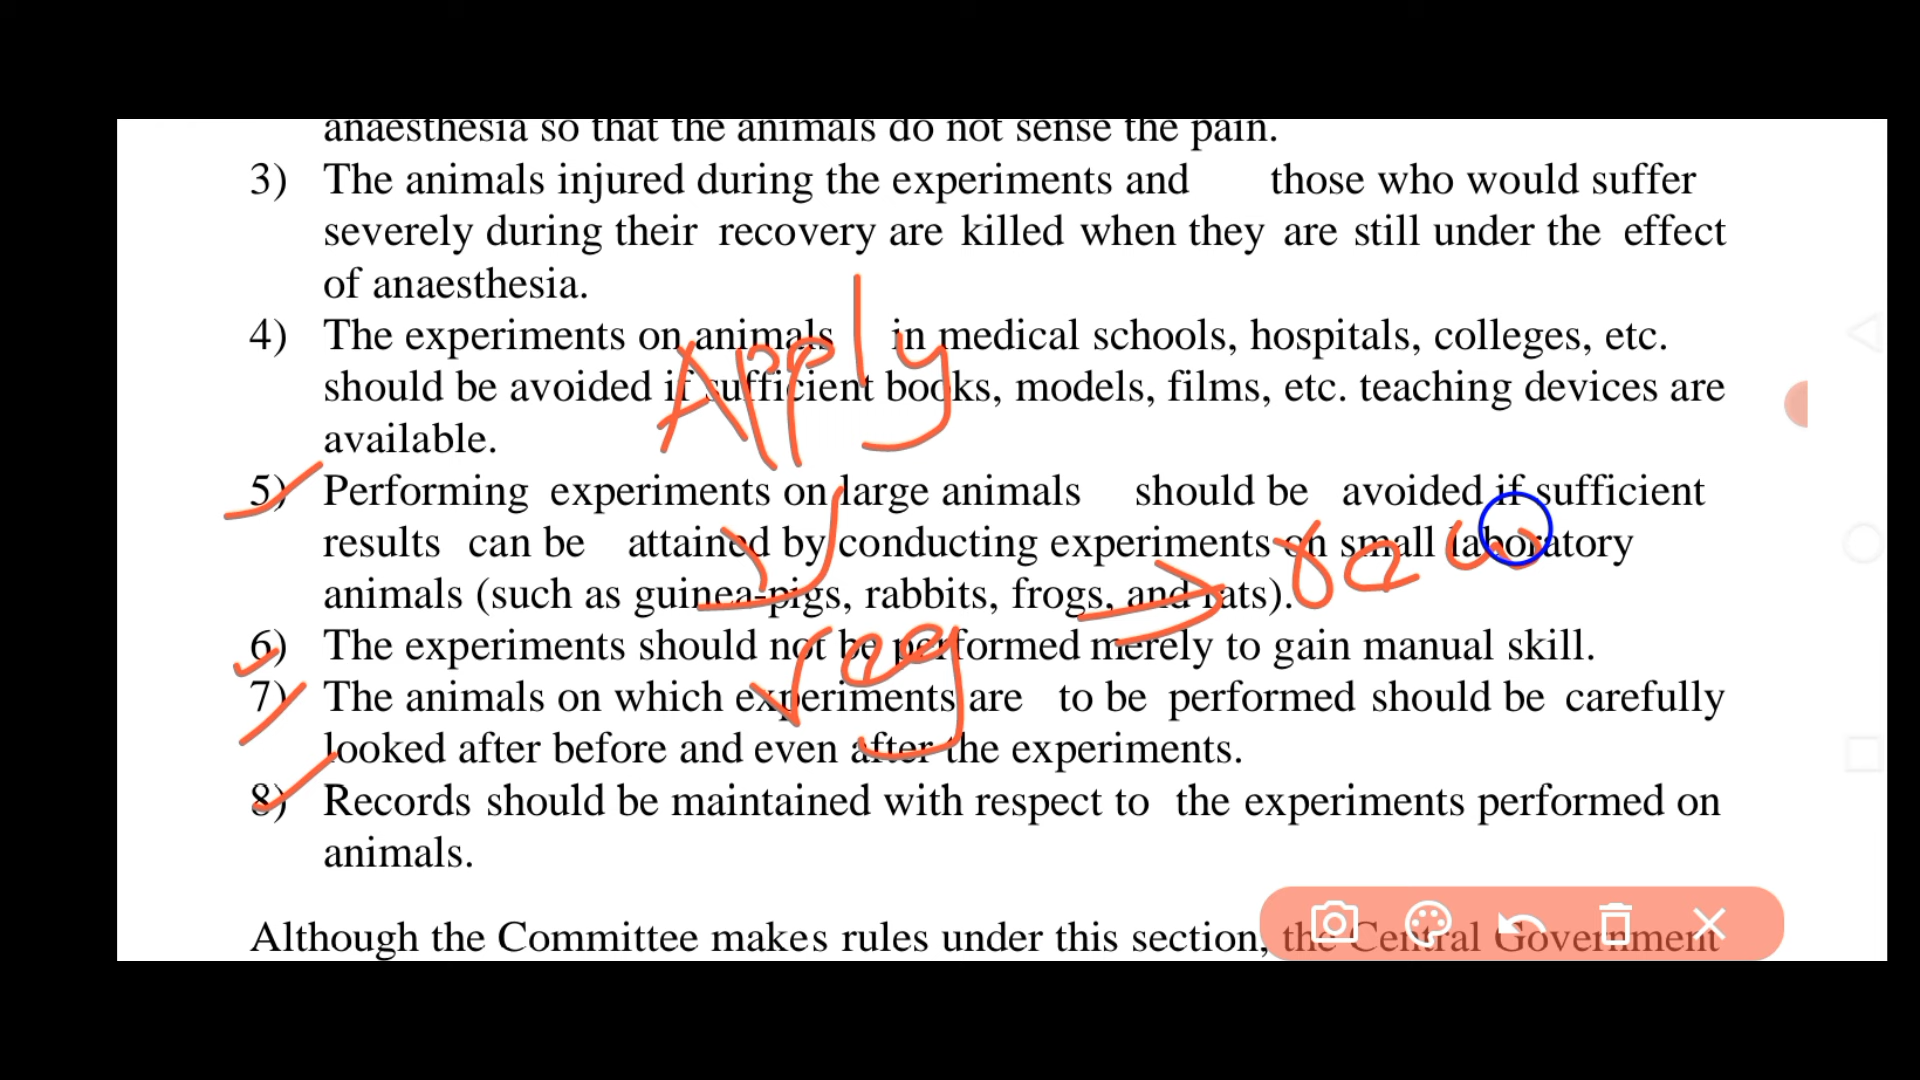 anaesthesia so that the animals do not sense the pain.
3) The animals injured during the experiments and those who would suffer
severely during their recovery are killed when they are still under the effect
of anaesthesia.
4) The experiments on animals in medical schools, hospitals, colleges, etc.
should be avoided if sufficient books, models, films, etc. teaching devices are
available.
Apply
5) Performing experiments on large animals should be avoided if sufficient
results can be attained by conducting experiments on small laboratory
animals (such as guinea-pigs, rabbits, frogs, and rats).
6) The experiments should not be performed merely to gain manual skill.
7) The animals on which experiments are to be performed should be carefully
looked after before and even after the experiments.
8) Records should be maintained with respect to the experiments performed on
animals.
Although the Committee makes rules under this section, the Central Government